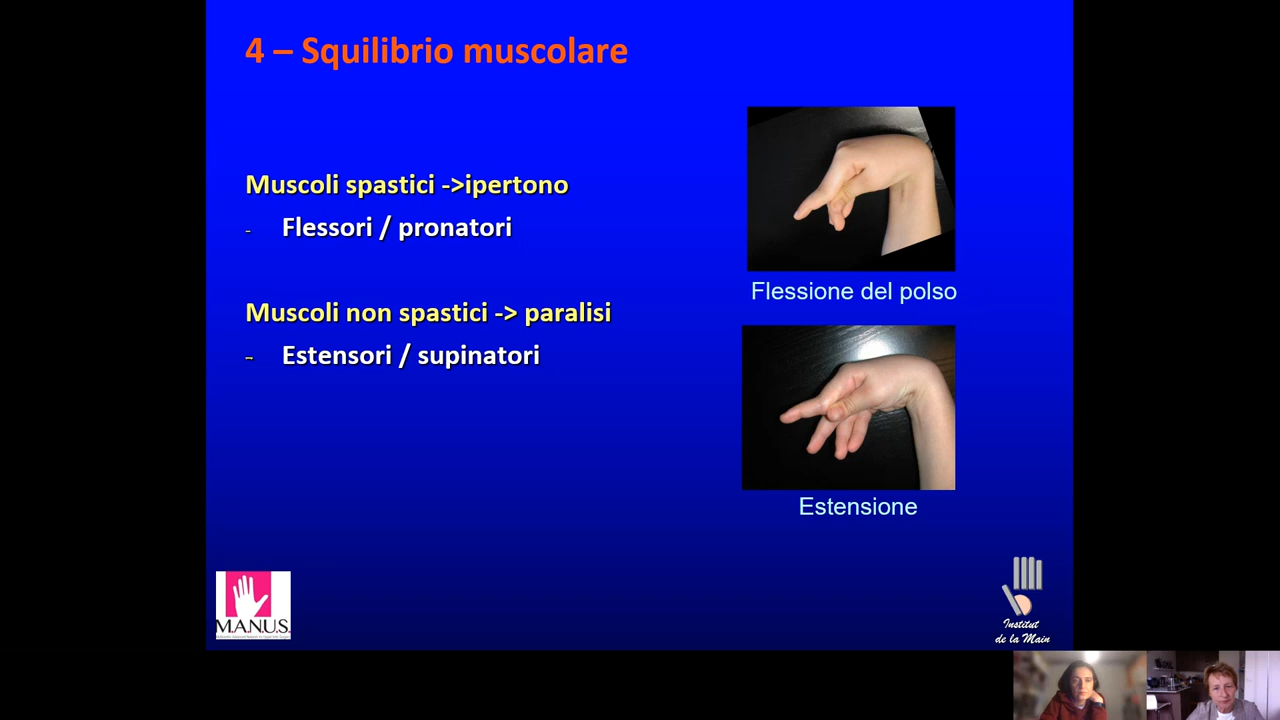 4 – Squilibrio muscolare
Muscoli spastici ->ipertono
- Flessori / pronatori
Muscoli non spastici -> paralisi
- Estensori / supinatori
Flessione del polso
Estensione
M.A.N.U.S.
Institut
de la Main